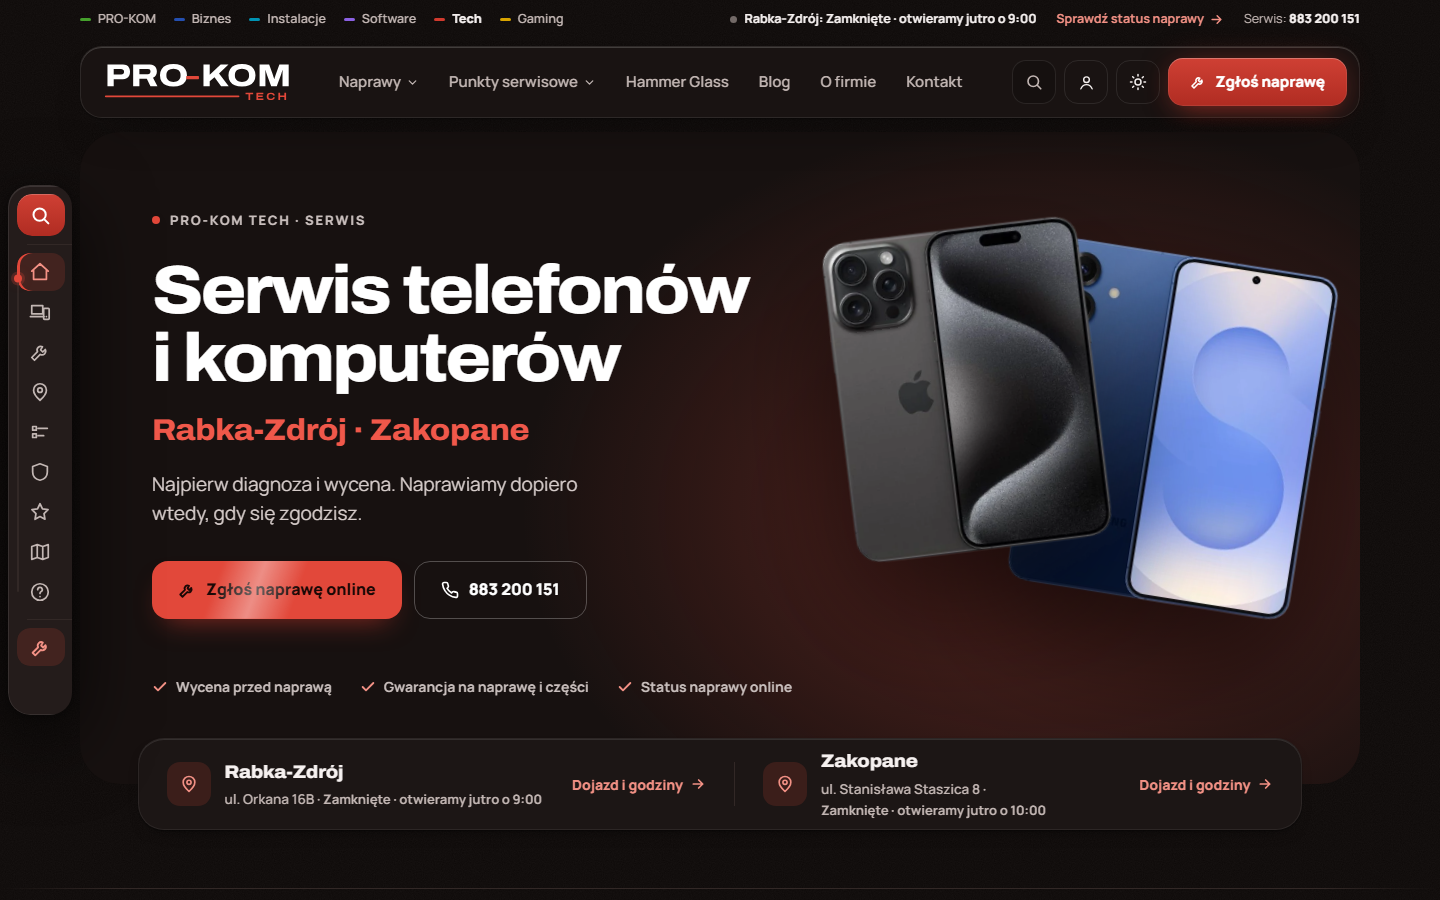 PRO-KOM
Biznes
Instalacje
Software
Tech
Gaming
Rabka-Zdrój: Zamknięte · otwieramy jutro o 9:00
Sprawdź status naprawy →
Serwis: 883 200 151
PRO-KOM
TECH
Naprawy
Punkty serwisowe
Hammer Glass
Blog
O firmie
Kontakt
Zgłoś naprawę
PRO-KOM TECH · SERWIS
Serwis telefonów
i komputerów
Rabka-Zdrój · Zakopane
Najpierw diagnoza i wycena. Naprawiamy dopiero
wtedy, gdy się zgodzisz.
Zgłoś naprawę online
883 200 151
Wycena przed naprawą
Gwarancja na naprawę i części
Status naprawy online
Rabka-Zdrój
ul. Orkana 16B · Zamknięte · otwieramy jutro o 9:00
Dojazd i godziny →
Zakopane
ul. Stanisława Staszica 8 ·
Zamknięte · otwieramy jutro o 10:00
Dojazd i godziny →